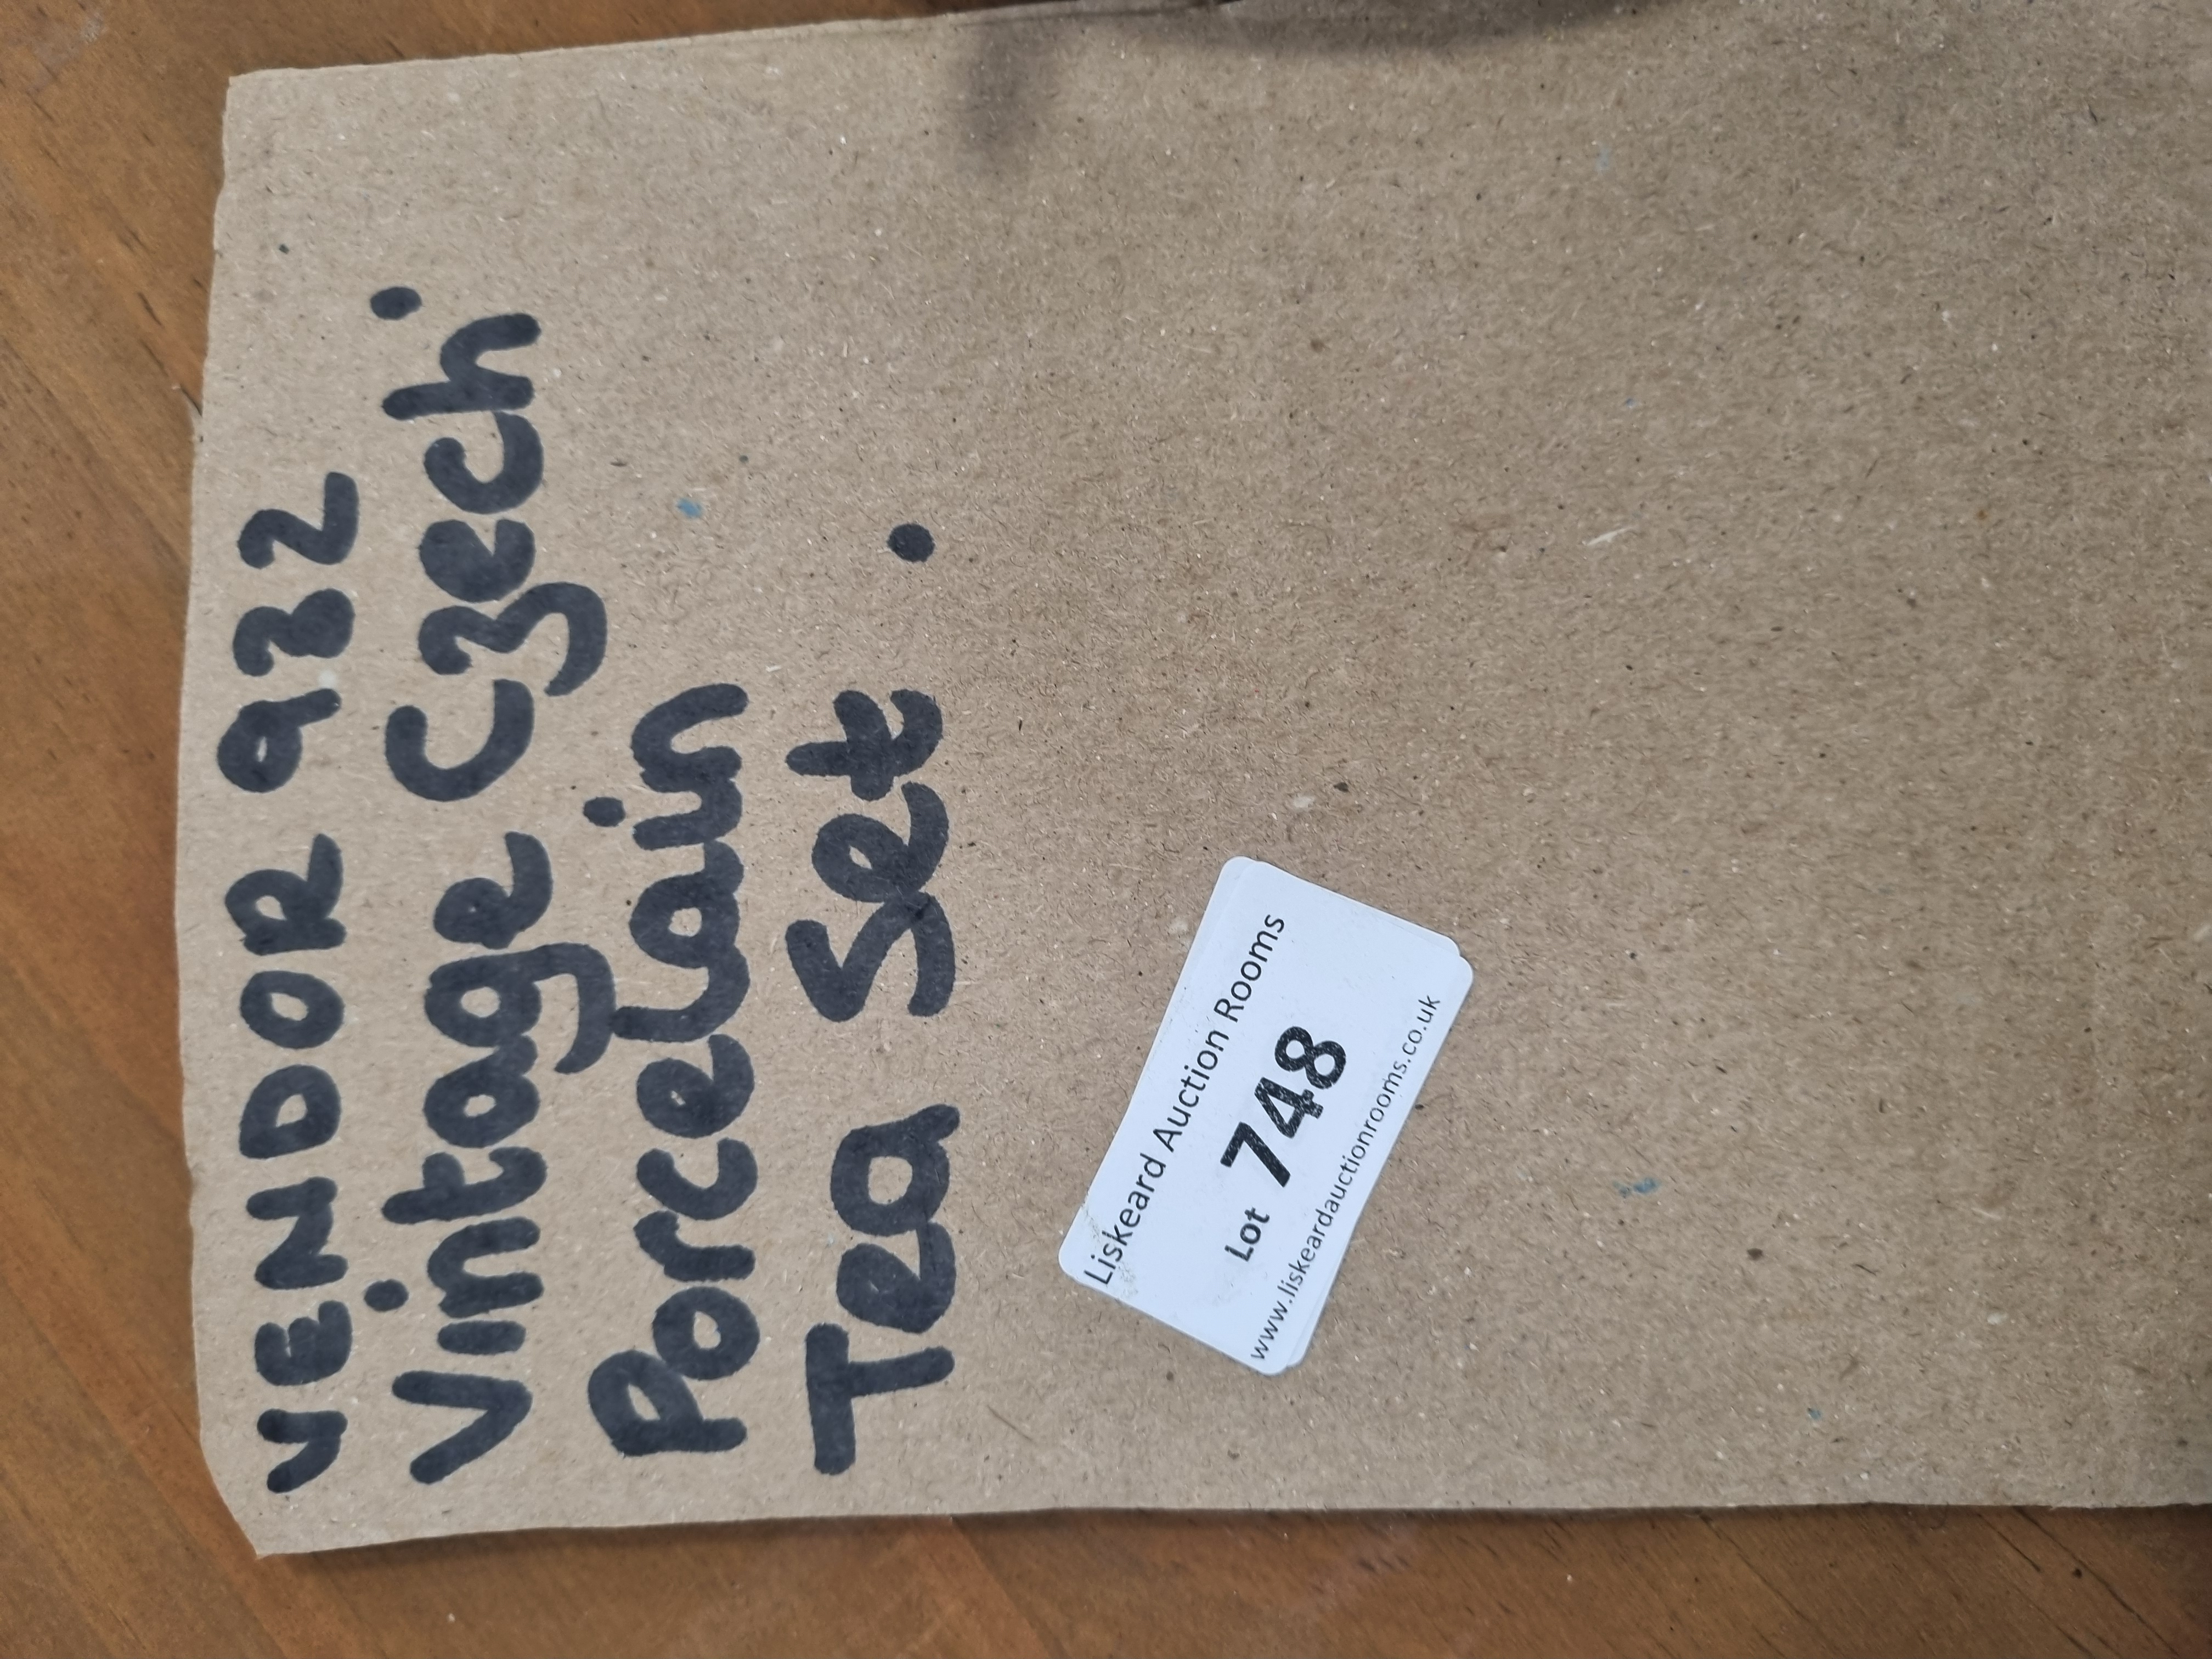 VENDOR 932
Vintage Czech.
Porcelain
Tea Set.
Liskeard Auction Rooms
Lot 748
www.liskeardauctionrooms.co.uk